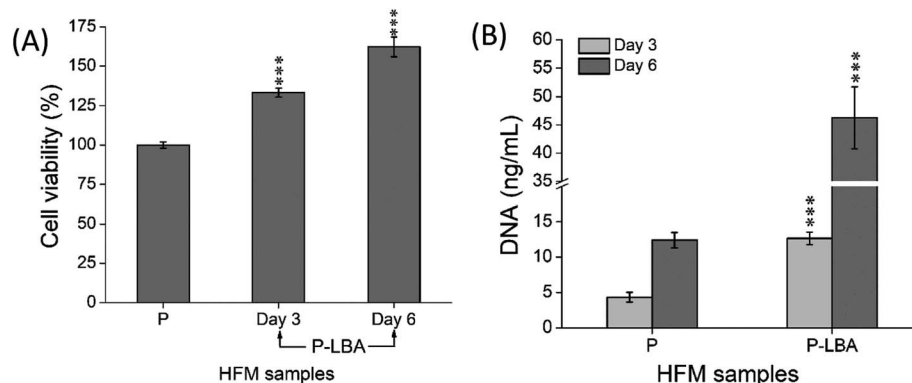 (A)
Cell viability (%)
175
150
125
100
75
50
25
0
***
***
P
Day 3
Day 6
P-LBA
HFM samples
(B)
DNA (ng/mL)
60
55
50
45
40
35
15
10
5
0
Day 3
Day 6
***
***
P
P-LBA
HFM samples